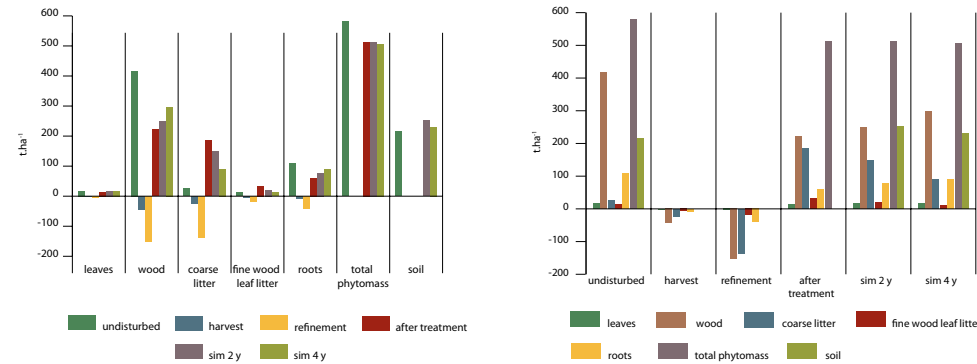 600
500
400
300
200
100
0
-100
-200
t.ha-1
leaves
wood
coarse
litter
fine wood
leaf litter
roots
total
phytomass
soil
undisturbed
harvest
refinement
after treatment
sim 2 y
sim 4 y
600
500
400
300
200
100
0
-100
-200
t.ha-1
undisturbed
harvest
refinement
after
treatment
sim 2 y
sim 4 y
leaves
wood
coarse litter
fine wood leaf litte
roots
total phytomass
soil